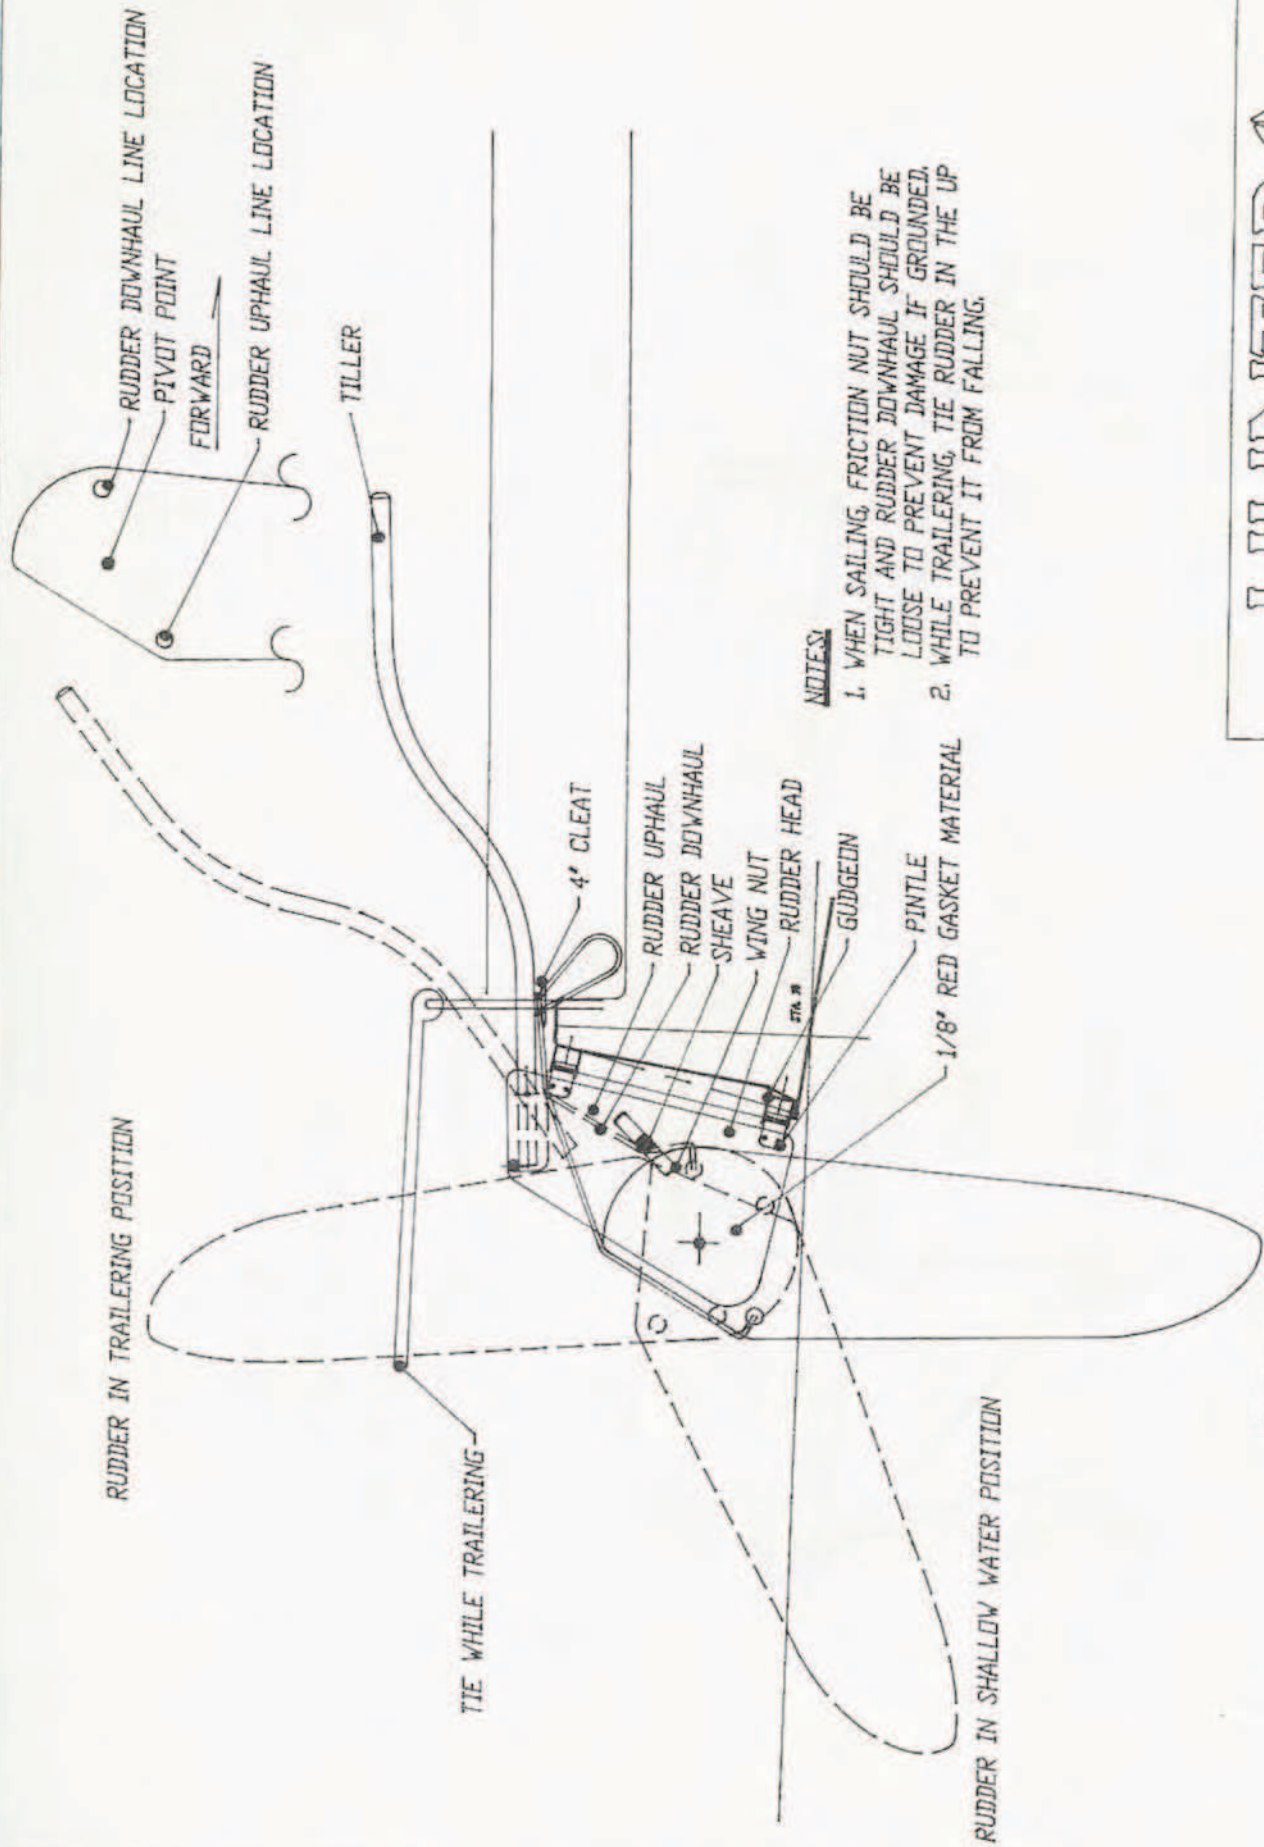 RUDDER IN TRAILERING POSITION
RUDDER DOWNHAUL LINE LOCATION
PIVOT POINT
FORWARD
RUDDER UPHAUL LINE LOCATION
TILLER
TIE WHILE TRAILERING
4" CLEAT
RUDDER UPHAUL
RUDDER DOWNHAUL
SHEAVE
WING NUT
RUDDER HEAD
STA. 38
GUDGEON
PINTLE
1/8" RED GASKET MATERIAL
RUDDER IN SHALLOW WATER POSITION
NOTES:
1. WHEN SAILING, FRICTION NUT SHOULD BE
TIGHT AND RUDDER DOWNHAUL SHOULD BE
LOOSE TO PREVENT DAMAGE IF GROUNDED.
2. WHILE TRAILERING, TIE RUDDER IN THE UP
TO PREVENT IT FROM FALLING.